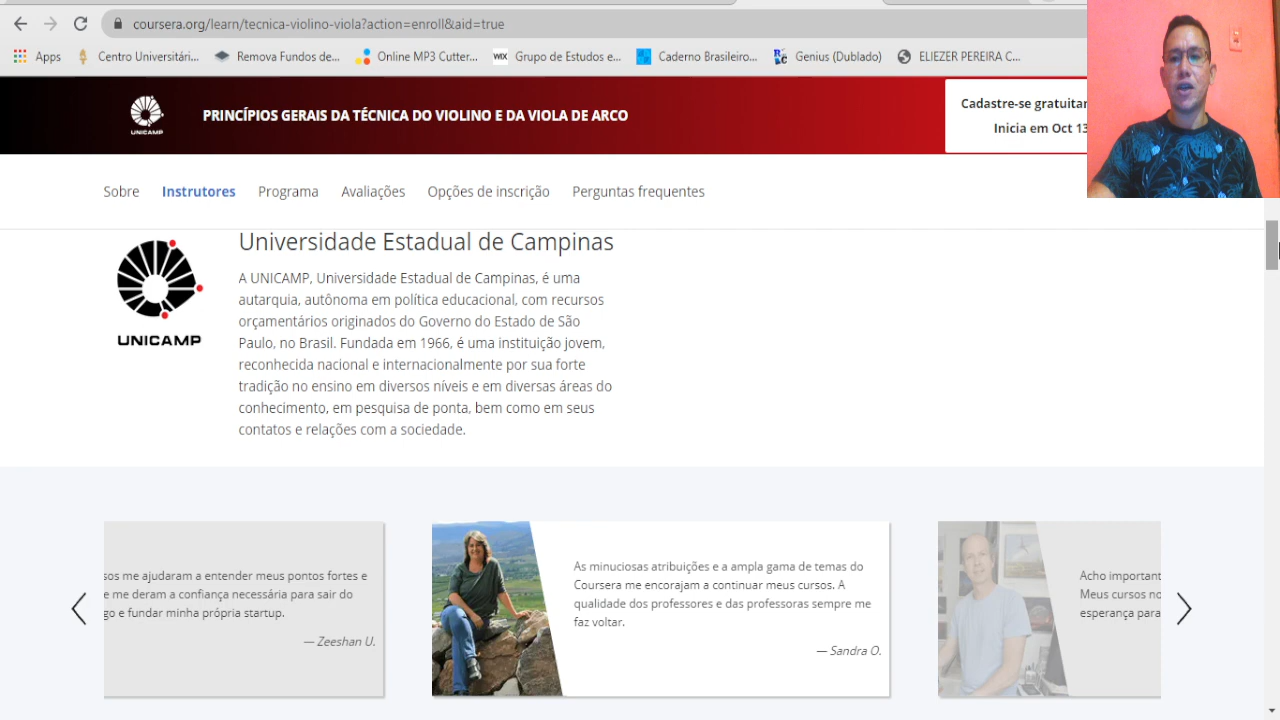 coursera.org/learn/tecnica-violino-viola?action=enroll&aid=true
Apps
Centro Universitári...
Remova Fundos de...
Online MP3 Cutter...
WIX
Grupo de Estudos e...
Caderno Brasileiro...
Genius (Dublado)
ELIEZER PEREIRA C...
UNICAMP
PRINCÍPIOS GERAIS DA TÉCNICA DO VIOLINO E DA VIOLA DE ARCO
Cadastre-se gratuitar
Inicia em Oct 13
Sobre
Instrutores
Programa
Avaliações
Opções de inscrição
Perguntas frequentes
UNICAMP
Universidade Estadual de Campinas
A UNICAMP, Universidade Estadual de Campinas, é uma
autarquia, autônoma em política educacional, com recursos
orçamentários originados do Governo do Estado de São
Paulo, no Brasil. Fundada em 1966, é uma instituição jovem,
reconhecida nacional e internacionalmente por sua forte
tradição no ensino em diversos níveis e em diversas áreas do
conhecimento, em pesquisa de ponta, bem como em seus
contatos e relações com a sociedade.
sos me ajudaram a entender meus pontos fortes e
e me deram a confiança necessária para sair do
go e fundar minha própria startup.
— Zeeshan U.
As minuciosas atribuições e a ampla gama de temas do
Coursera me encorajam a continuar meus cursos. A
qualidade dos professores e das professoras sempre me
faz voltar.
— Sandra O.
Acho important
Meus cursos no
esperança para